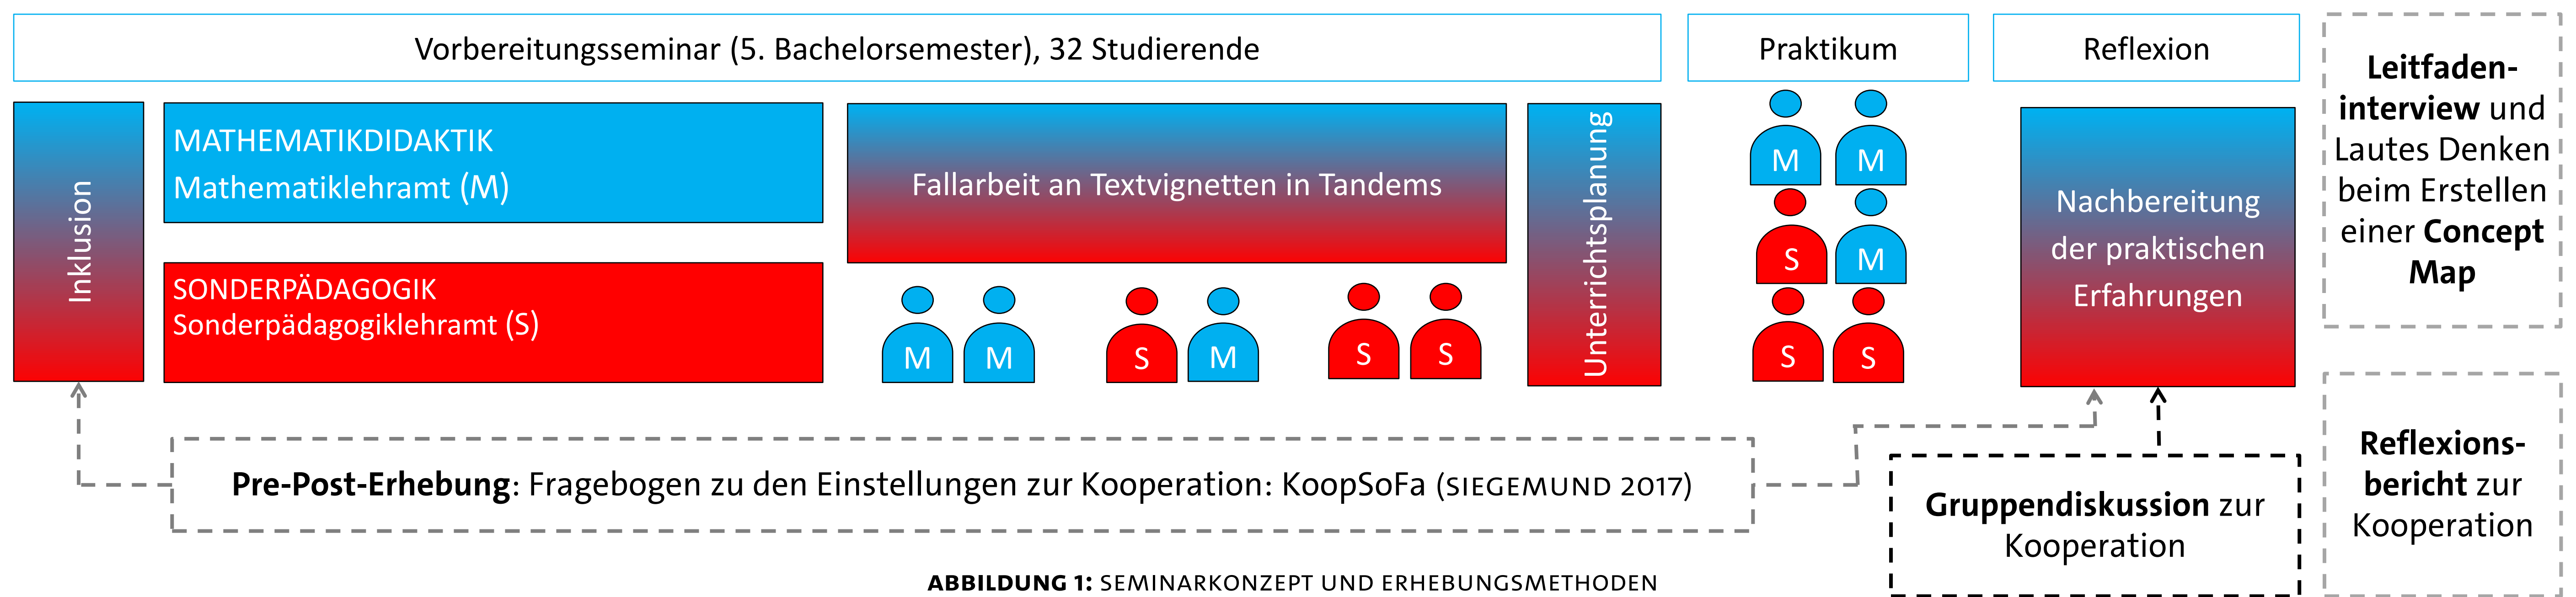 Vorbereitungsseminar (5. Bachelorsemester), 32 Studierende
Praktikum
Reflexion
Inklusion
MATHEMATIKDIDAKTIK
Mathematiklehramt (M)
SONDERPÄDAGOGIK
Sonderpädagogiklehramt (S)
Fallarbeit an Textvignetten in Tandems
M M S M S S
Unterrichtsplanung
M M
S M
S S
Nachbereitung
der praktischen
Erfahrungen
Leitfaden-
interview und
Lautes Denken
beim Erstellen
einer Concept
Map
Pre-Post-Erhebung: Fragebogen zu den Einstellungen zur Kooperation: KoopSoFa (SIEGEMUND 2017)
Gruppendiskussion zur
Kooperation
Reflexions-
bericht zur
Kooperation
ABBILDUNG 1: SEMINARKONZEPT UND ERHEBUNGSMETHODEN